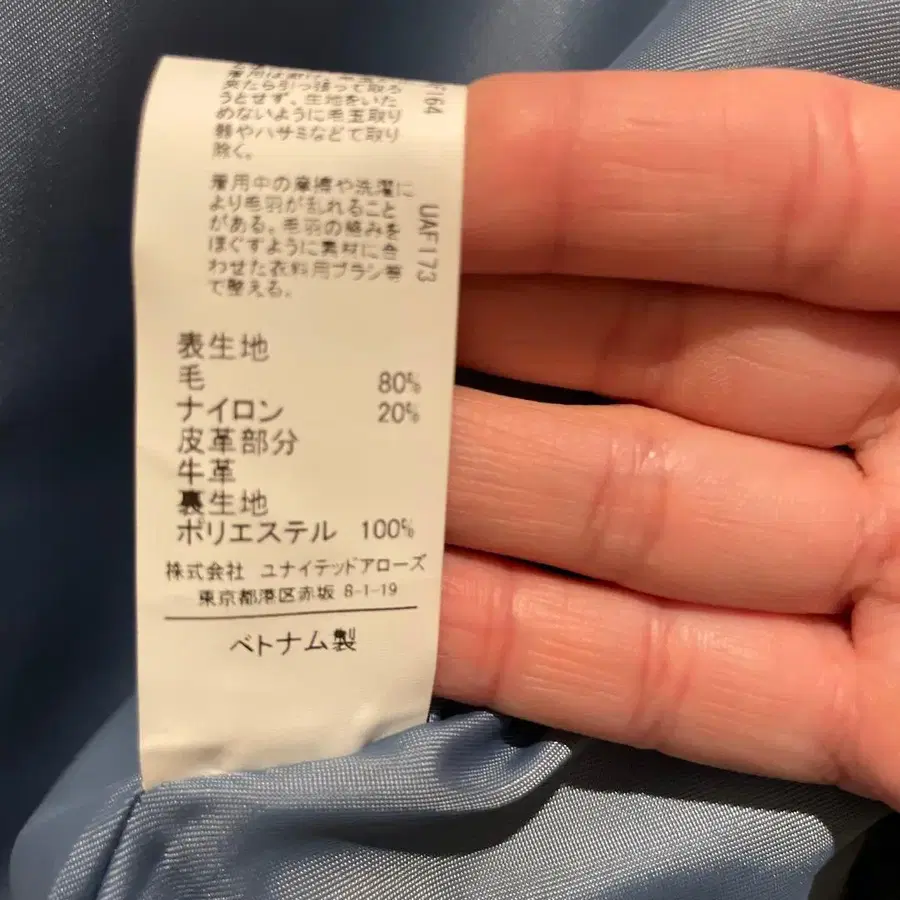 来たら引っ張って取ろ
うとせず、生地をいた
めないように毛玉取り
器やハサミなどで取り
除く。
着用中の摩擦や洗濯に
より毛羽が乱れること
がある。毛羽の絡みを
ほぐすように素材に合
わせた衣料用ブラシ等
で整える。
UAF173
表生地
毛 80%
ナイロン 20%
皮革部分
牛革
裏生地
ポリエステル 100%
株式会社 ユナイテッドアローズ
東京都港区赤坂 8-1-19
ベトナム製